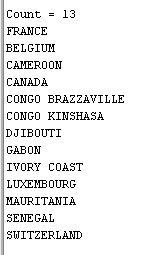 Count = 13
FRANCE
BELGIUM
CAMEROON
CANADA
CONGO BRAZZAVILLE
CONGO KINSHASA
DJIBOUTI
GABON
IVORY COAST
LUXEMBOURG
MAURITANIA
SENEGAL
SWITZERLAND